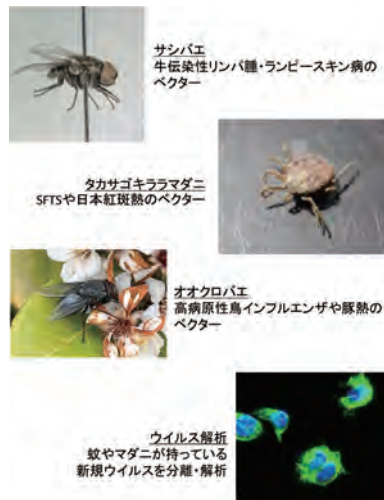 サシバエ
牛伝染性リンパ腫・ランピースキン病の
ベクター
タカサゴキララマダニ
SFTSや日本紅斑熱のベクター
オオクロバエ
高病原性鳥インフルエンザや豚熱の
ベクター
ウイルス解析
蚊やマダニが持っている
新規ウイルスを分離・解析